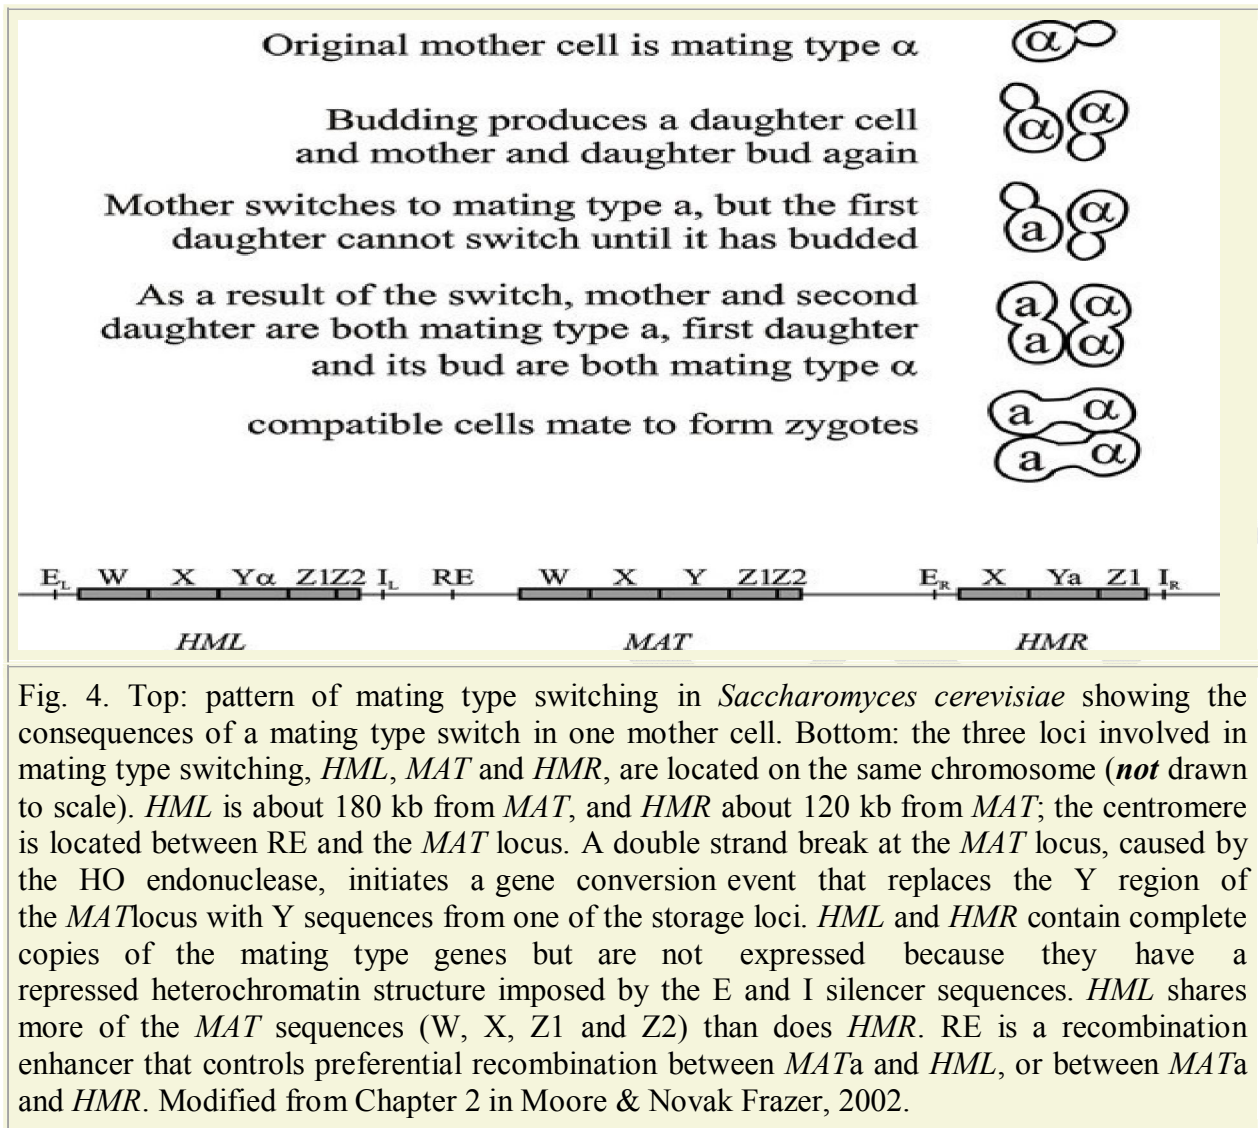 Original mother cell is mating type α
α
Budding produces a daughter cell
and mother and daughter bud again
α α
Mother switches to mating type a, but the first
daughter cannot switch until it has budded
a α
As a result of the switch, mother and second
daughter are both mating type a, first daughter
and its bud are both mating type α
a α
a α
compatible cells mate to form zygotes
a α
a α
E_L W X Yα Z1Z2 I_L RE W X Y Z1Z2 E_R X Ya Z1 I_R
HML MAT HMR
Fig. 4. Top: pattern of mating type switching in Saccharomyces cerevisiae showing the
consequences of a mating type switch in one mother cell. Bottom: the three loci involved in
mating type switching, HML, MAT and HMR, are located on the same chromosome (not drawn
to scale). HML is about 180 kb from MAT, and HMR about 120 kb from MAT; the centromere
is located between RE and the MAT locus. A double strand break at the MAT locus, caused by
the HO endonuclease, initiates a gene conversion event that replaces the Y region of
the MATlocus with Y sequences from one of the storage loci. HML and HMR contain complete
copies of the mating type genes but are not expressed because they have a
repressed heterochromatin structure imposed by the E and I silencer sequences. HML shares
more of the MAT sequences (W, X, Z1 and Z2) than does HMR. RE is a recombination
enhancer that controls preferential recombination between MATa and HML, or between MATa
and HMR. Modified from Chapter 2 in Moore & Novak Frazer, 2002.